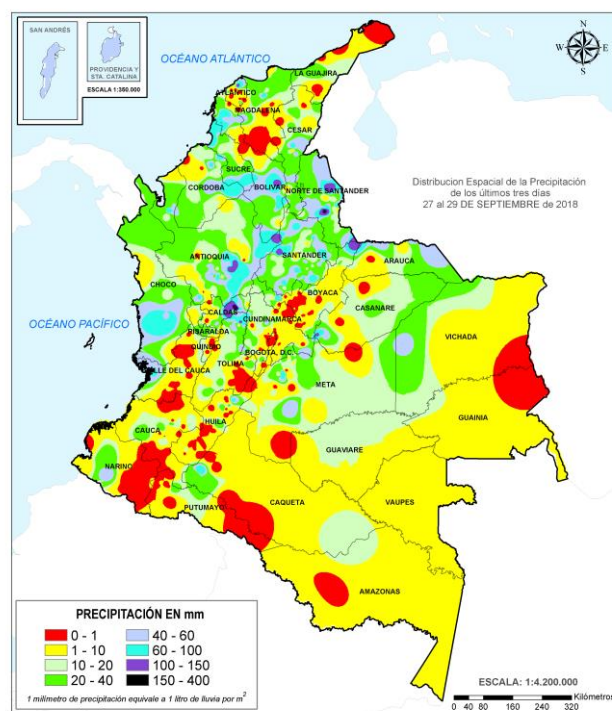 SAN ANDRÉS
PROVIDENCIA Y
STA. CATALINA
ESCALA 1:360.000
OCÉANO ATLÁNTICO
N
W
E
S
LA GUAJIRA
ATLÁNTICO
MAGDALENA
CESAR
SUCRE
CORDOBA
BOLIVAR
NORTE DE SANTANDER
Distribucion Espacial de la Precipitación
de los últimos tres días
27 al 29 DE SEPTIEMBRE de 2018
ANTIOQUIA
SANTANDER
ARAUCA
CHOCO
BOYACA
CASANARE
OCÉANO PACÍFICO
CALDAS
CUNDINAMARCA
VICHADA
RISARALDA
QUINDIO
BOGOTA, D.C.
TOLIMA
VALLE DEL CAUCA
META
GUAINIA
CAUCA
HUILA
GUAVIARE
NARIÑO
CAQUETA
VAUPES
PUTUMAYO
AMAZONAS
PRECIPITACIÓN EN mm
0 - 1
40 - 60
1 - 10
60 - 100
10 - 20
100 - 150
20 - 40
150 - 400
1 milímetro de precipitación equivale a 1 litro de lluvia por m²
ESCALA: 1:4.200.000
Kilómetros
0 40 80 160 240 320